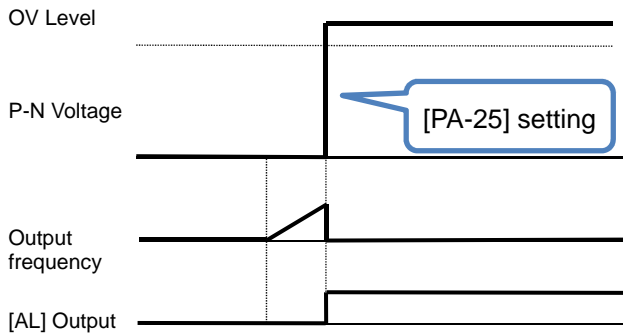 OV Level
P-N Voltage
[PA-25] setting
Output
frequency
[AL] Output